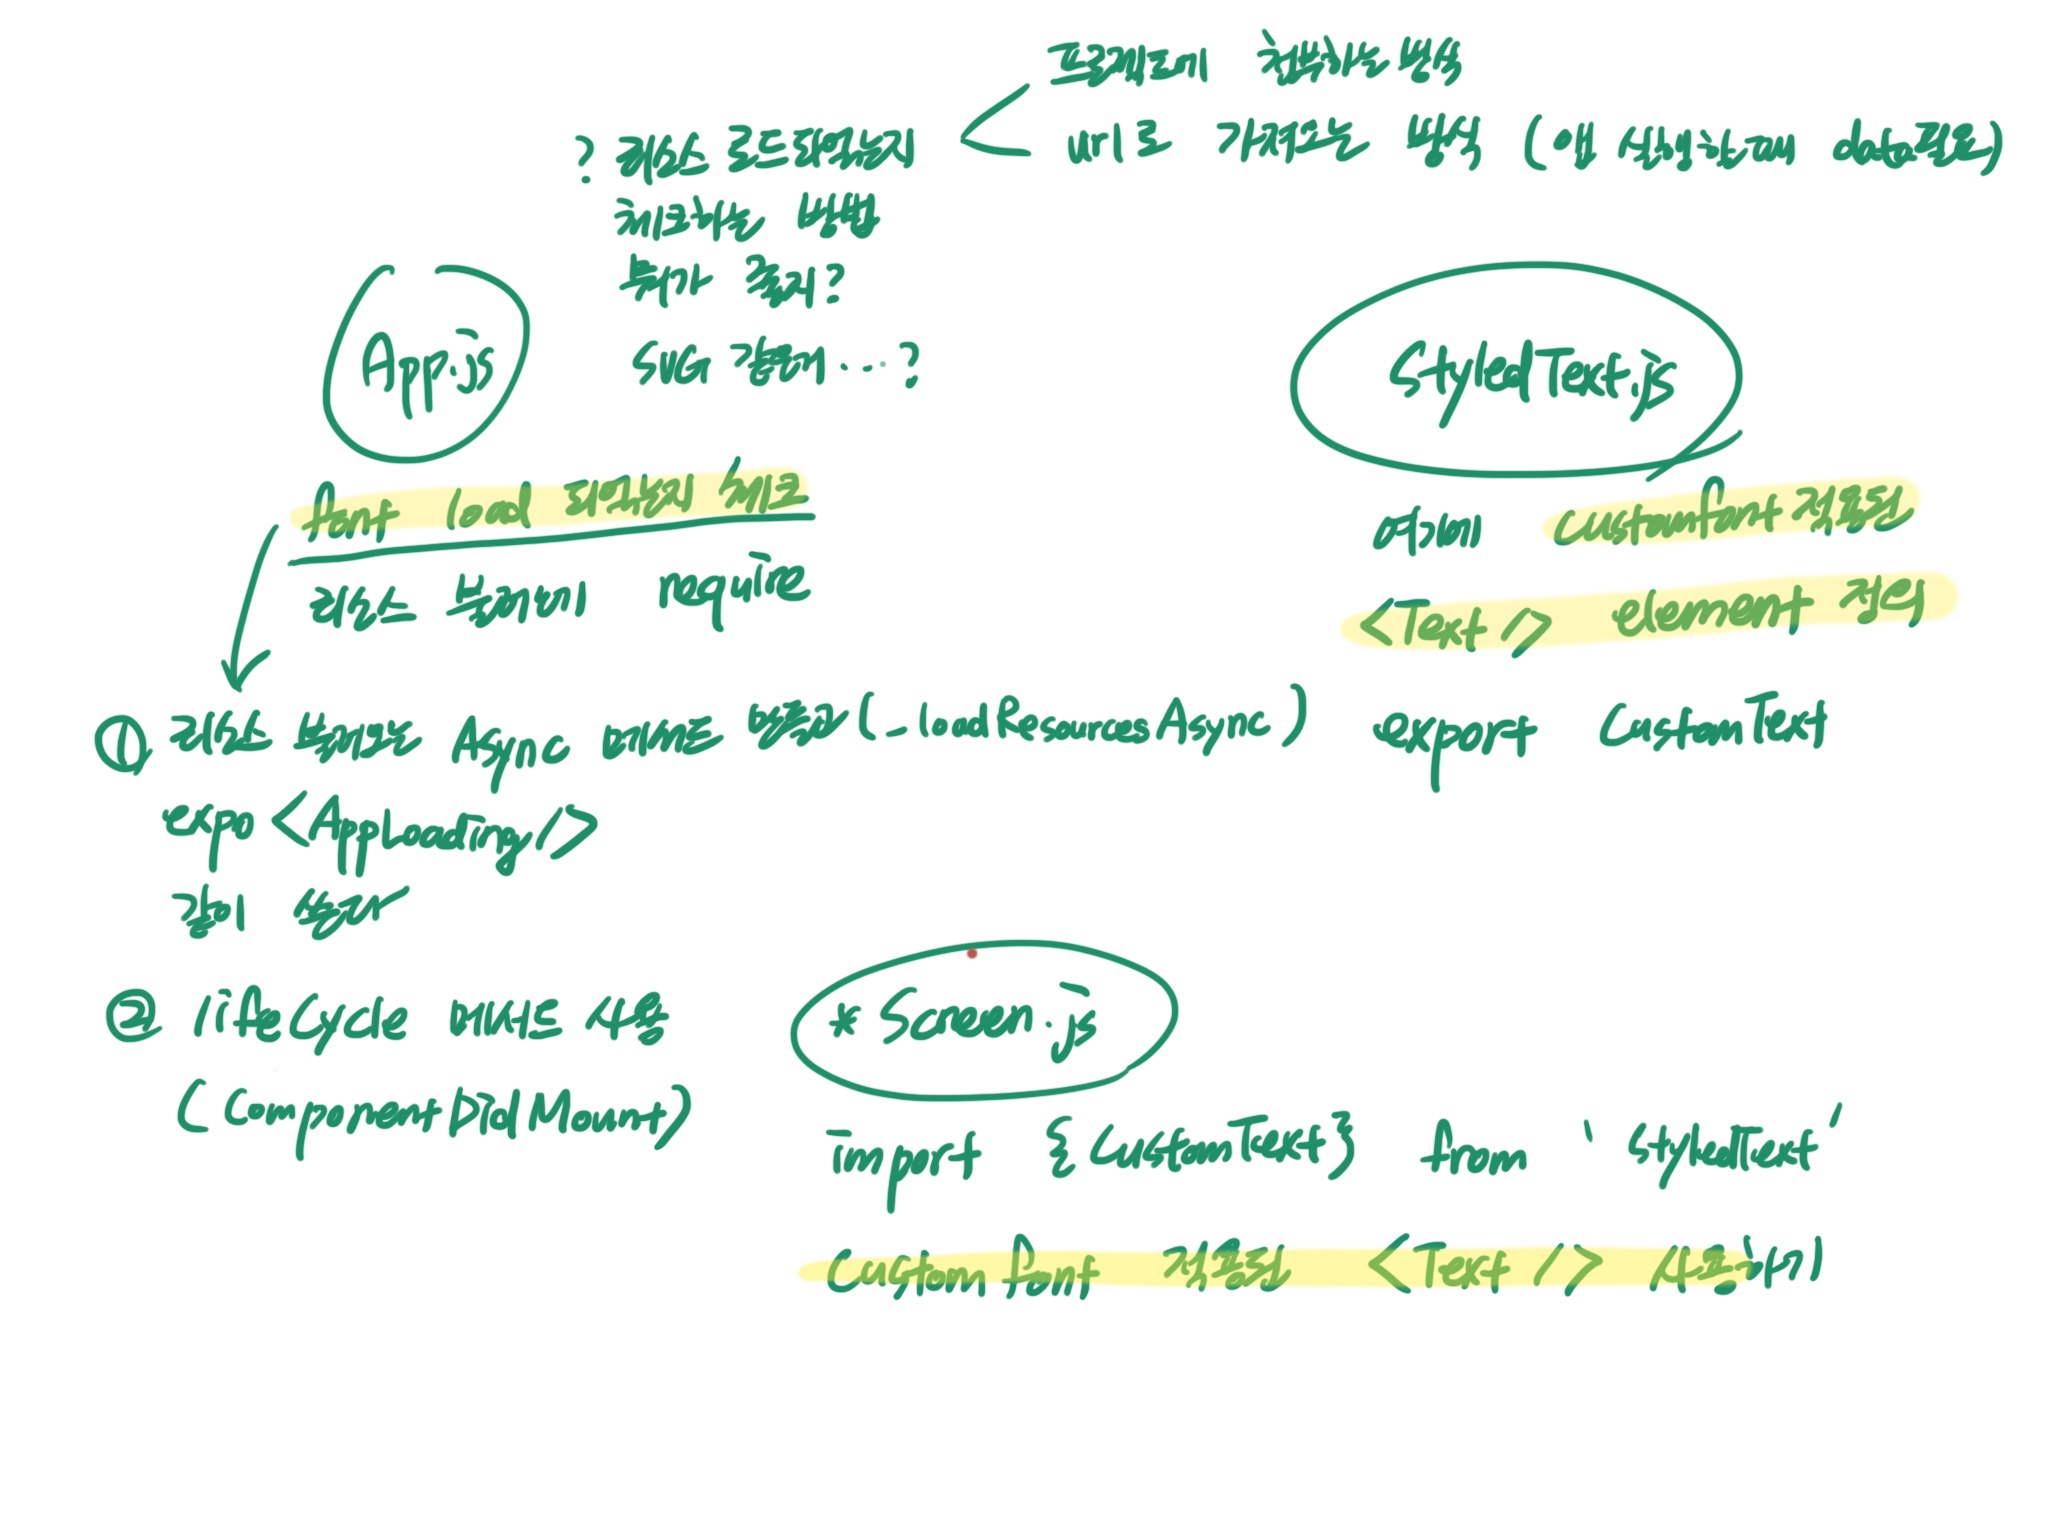 프로젝트에 첨부하는 방식
url로 가져오는 방식 (앱 실행할때 data필요)
? 리소스 로드되었는지
체크하는 방법
뭐가 좋지?
SVG 같은거...?
App.js
font load 되었는지 체크
리소스 불러에 require
① 리소스 불러오는 Async 메서드 만들고 (_loadResourcesAsync)
expo <AppLoading/>
같이 쓴다
② lifeCycle 메서드 사용
(ComponentDidMount)
StyledText.js
여기에 customfont 적용된
<Text/> element 정의
export CustomText
* Screen.js
import {CustomText} from 'StyledText'
Custom font 적용된 <Text/> 사용하기